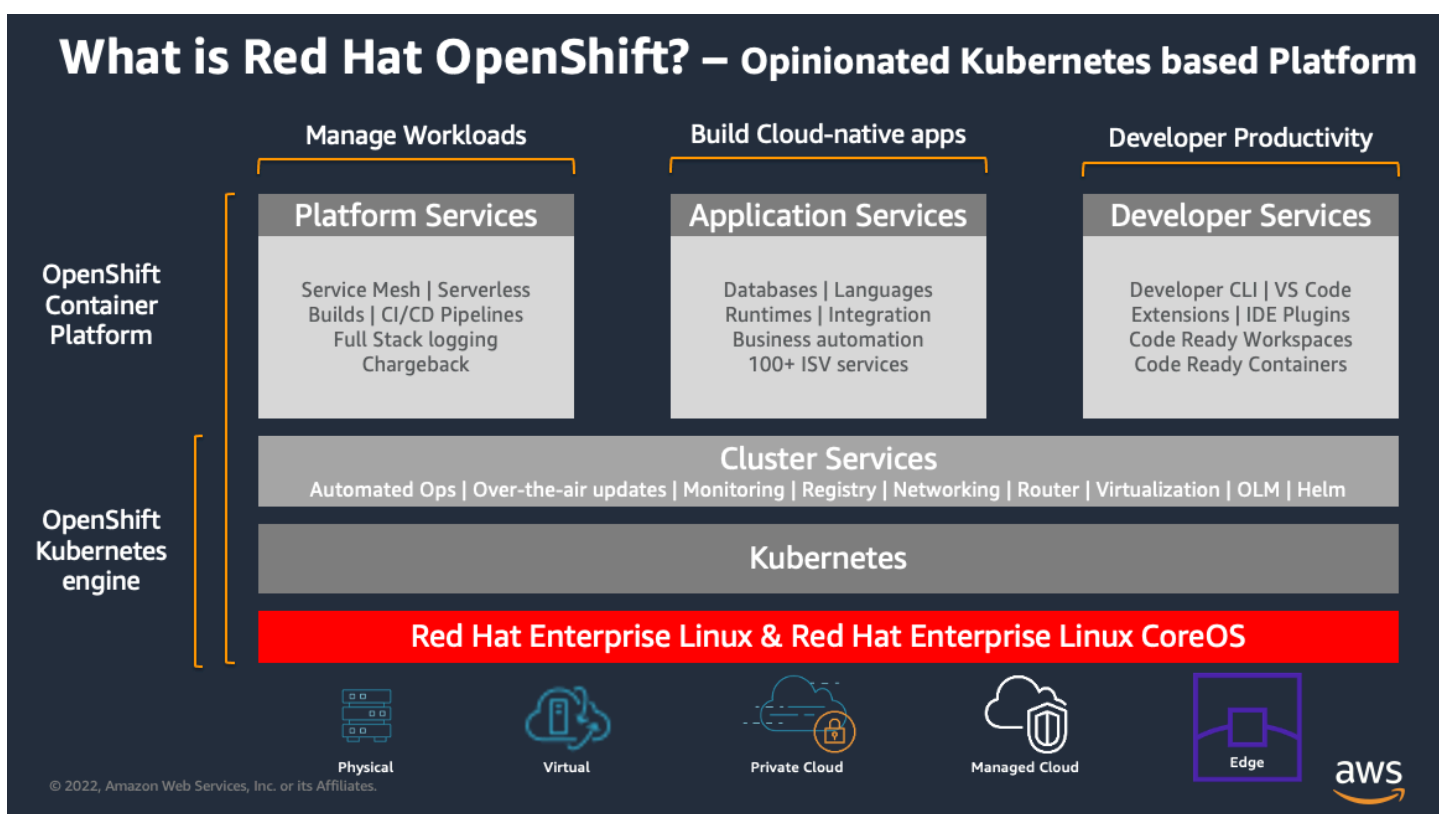 What is Red Hat OpenShift? – Opinionated Kubernetes based Platform
Manage Workloads
Build Cloud-native apps
Developer Productivity
OpenShift
Container
Platform
Platform Services
Service Mesh | Serverless
Builds | CI/CD Pipelines
Full Stack logging
Chargeback
Application Services
Databases | Languages
Runtimes | Integration
Business automation
100+ ISV services
Developer Services
Developer CLI | VS Code
Extensions | IDE Plugins
Code Ready Workspaces
Code Ready Containers
OpenShift
Kubernetes
engine
Cluster Services
Automated Ops | Over-the-air updates | Monitoring | Registry | Networking | Router | Virtualization | OLM | Helm
Kubernetes
Red Hat Enterprise Linux & Red Hat Enterprise Linux CoreOS
Physical
Virtual
Private Cloud
Managed Cloud
Edge
© 2022, Amazon Web Services, Inc. or its Affiliates.
aws